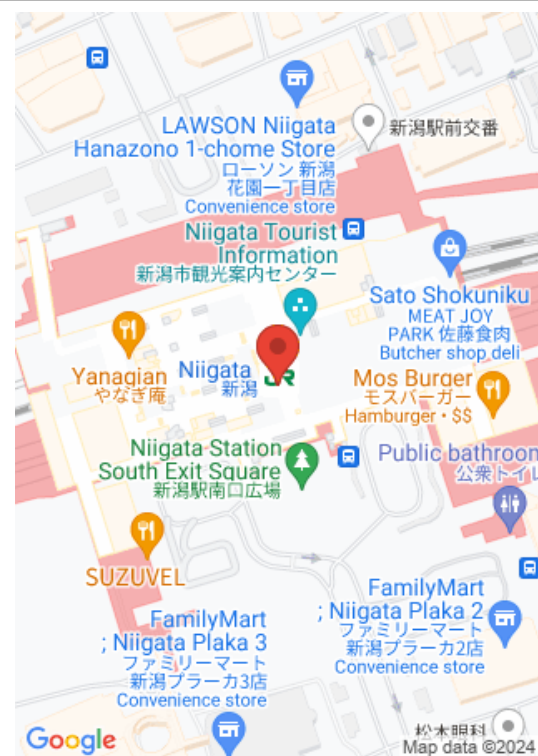 新潟駅前交番
LAWSON Niigata
Hanazono 1-chome Store
ローソン 新潟
花園一丁目店
Convenience store
Niigata Tourist
Information
新潟市観光案内センター
Sato Shokuniku
MEAT JOY
PARK 佐藤食肉
Butcher shop deli
Yanagian
やなぎ庵
Niigata
新潟
JR
Mos Burger
モスバーガー
Hamburger • $$
Niigata Station
South Exit Square
新潟駅南口広場
Public bathroom
公衆トイレ
SUZUVEL
FamilyMart
; Niigata Plaka 2
ファミリーマート
新潟プラーカ2店
Convenience store
FamilyMart
; Niigata Plaka 3
ファミリーマート
新潟プラーカ3店
Convenience store
松本眼科
Google
Map data ©2024